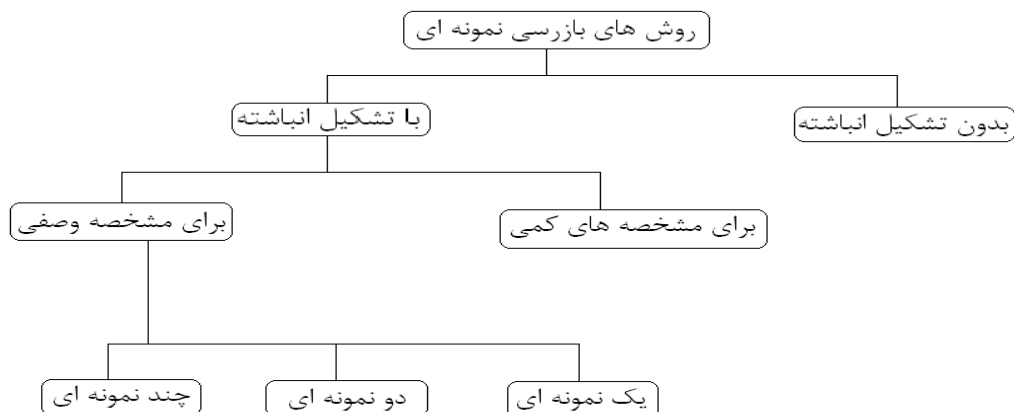 روش های بازرسی نمونه ای
بدون تشکیل انباشته
با تشکیل انباشته
برای مشخصه های کمی
برای مشخصه وصفی
یک نمونه ای
دو نمونه ای
چند نمونه ای